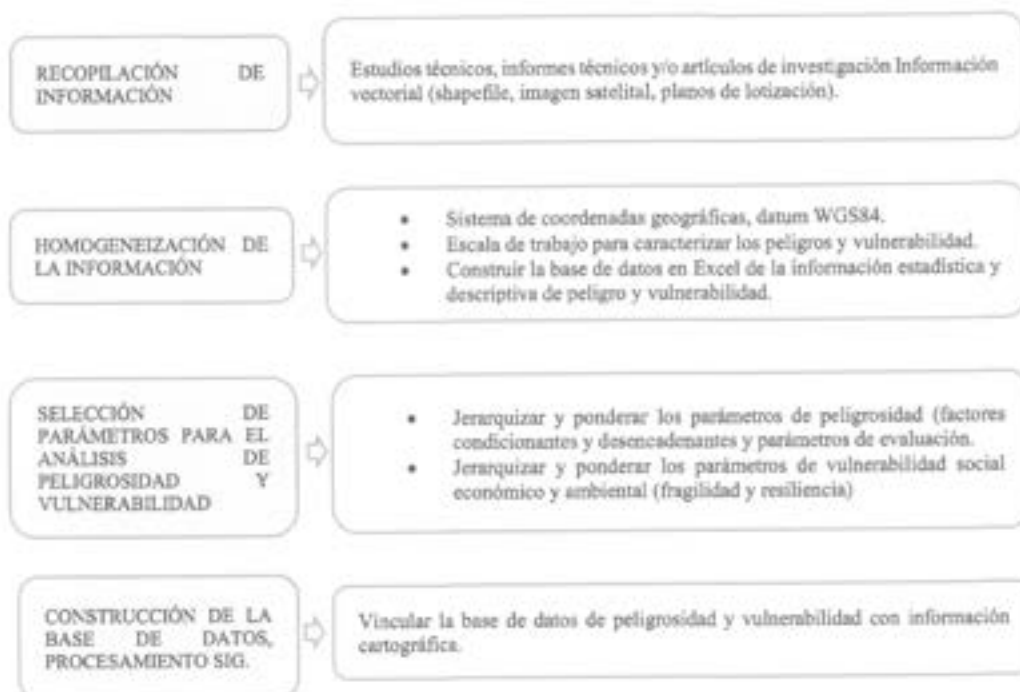 RECOPILACIÓN DE
INFORMACIÓN
Estudios técnicos, informes técnicos y/o artículos de investigación Información
vectorial (shapefile, imagen satelital, planos de lotización).
HOMOGENEIZACIÓN DE
LA INFORMACIÓN
• Sistema de coordenadas geográficas, datum WGS84.
• Escala de trabajo para caracterizar los peligros y vulnerabilidad.
• Construir la base de datos en Excel de la información estadística y
descriptiva de peligro y vulnerabilidad.
SELECCIÓN DE
PARÁMETROS PARA EL
ANÁLISIS DE
PELIGROSIDAD Y
VULNERABILIDAD
• Jerarquizar y ponderar los parámetros de peligrosidad (factores
condicionantes y desencadenantes y parámetros de evaluación.
• Jerarquizar y ponderar los parámetros de vulnerabilidad social
económico y ambiental (fragilidad y resiliencia)
CONSTRUCCIÓN DE LA
BASE DE DATOS,
PROCESAMIENTO SIG.
Vincular la base de datos de peligrosidad y vulnerabilidad con información
cartográfica.